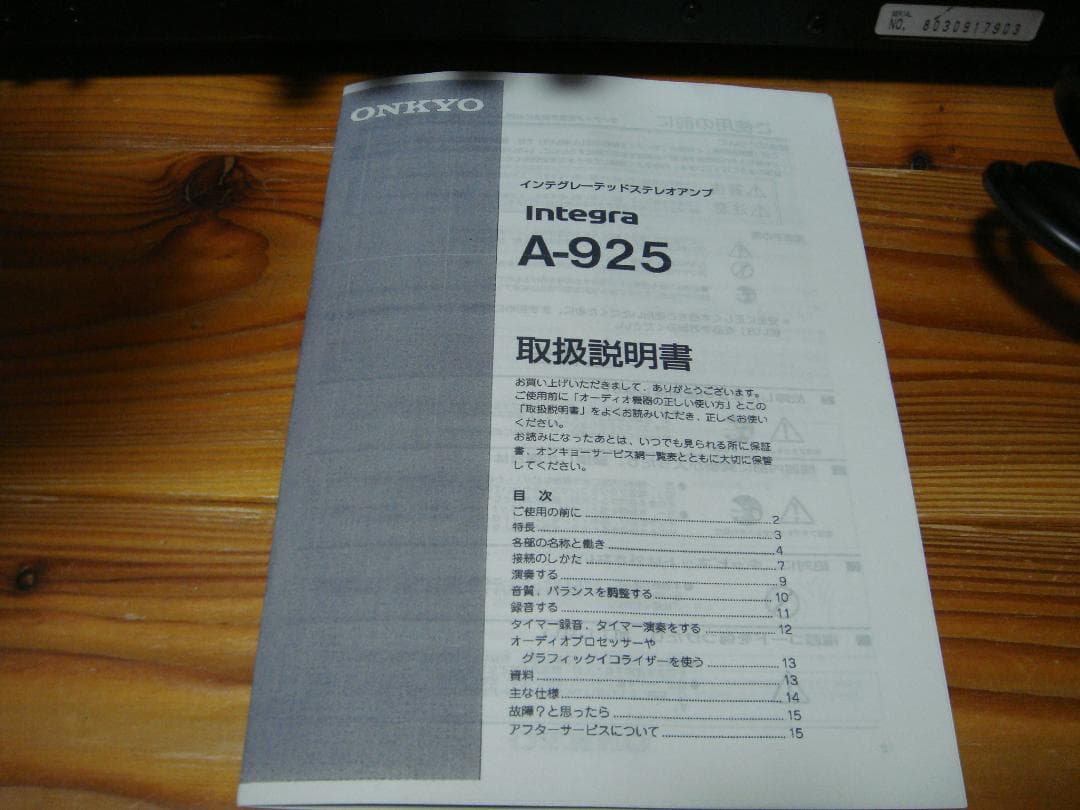 SERIAL
NO. 8030917903
ONKYO
インテグレーテッドステレオアンプ
Integra
A-925
取扱説明書
お買い上げいただきまして、ありがとうございます。
ご使用前に「オーディオ機器の正しい使い方」とこの
「取扱説明書」をよくお読みいただき、正しくお使い
ください。
お読みになったあとは、いつでも見られる所に保証
書、オンキョーサービス網一覧表とともに大切に保管
してください。
目 次
ご使用の前に 2
特長 3
各部の名称と働き 4
接続のしかた 7
演奏する 9
音質、バランスを調整する 10
録音する 11
タイマー録音、タイマー演奏をする 12
オーディオプロセッサーや
グラフィックイコライザーを使う 13
資料 13
主な仕様 14
故障?と思ったら 15
アフターサービスについて 15